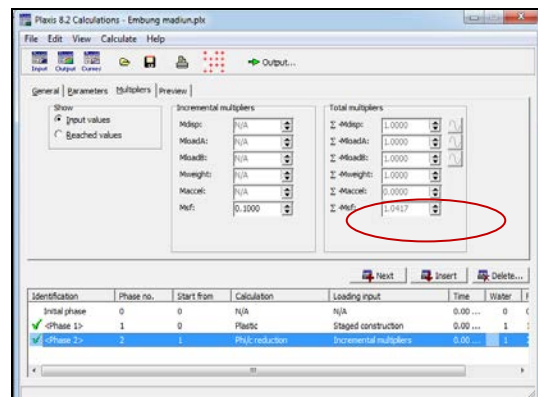 Plaxis 8.2 Calculations - Embung madiun.plx
File Edit View Calculate Help
Input Output Curves Output...
General Parameters Multipliers Preview
Show Incremental multipliers Total multipliers
Input values Mdisp: N/A Σ -Mdisp: 1.0000
Reached values MloadA: N/A Σ -MloadA: 1.0000
MloadB: N/A Σ -MloadB: 1.0000
Mweight: N/A Σ -Mweight: 1.0000
Maccel: N/A Σ -Maccel: 0.0000
Msf: 0.1000 Σ -Msf: 1.0417
Next Insert Delete...
Identification Phase no. Start from Calculation Loading input Time Water F
Initial phase 0 0 N/A N/A 0.00 ... 0
<Phase 1> 1 0 Plastic Staged construction 0.00 ... 1
<Phase 2> 2 1 Phi/c reduction Incremental multipliers 0.00 ... 1